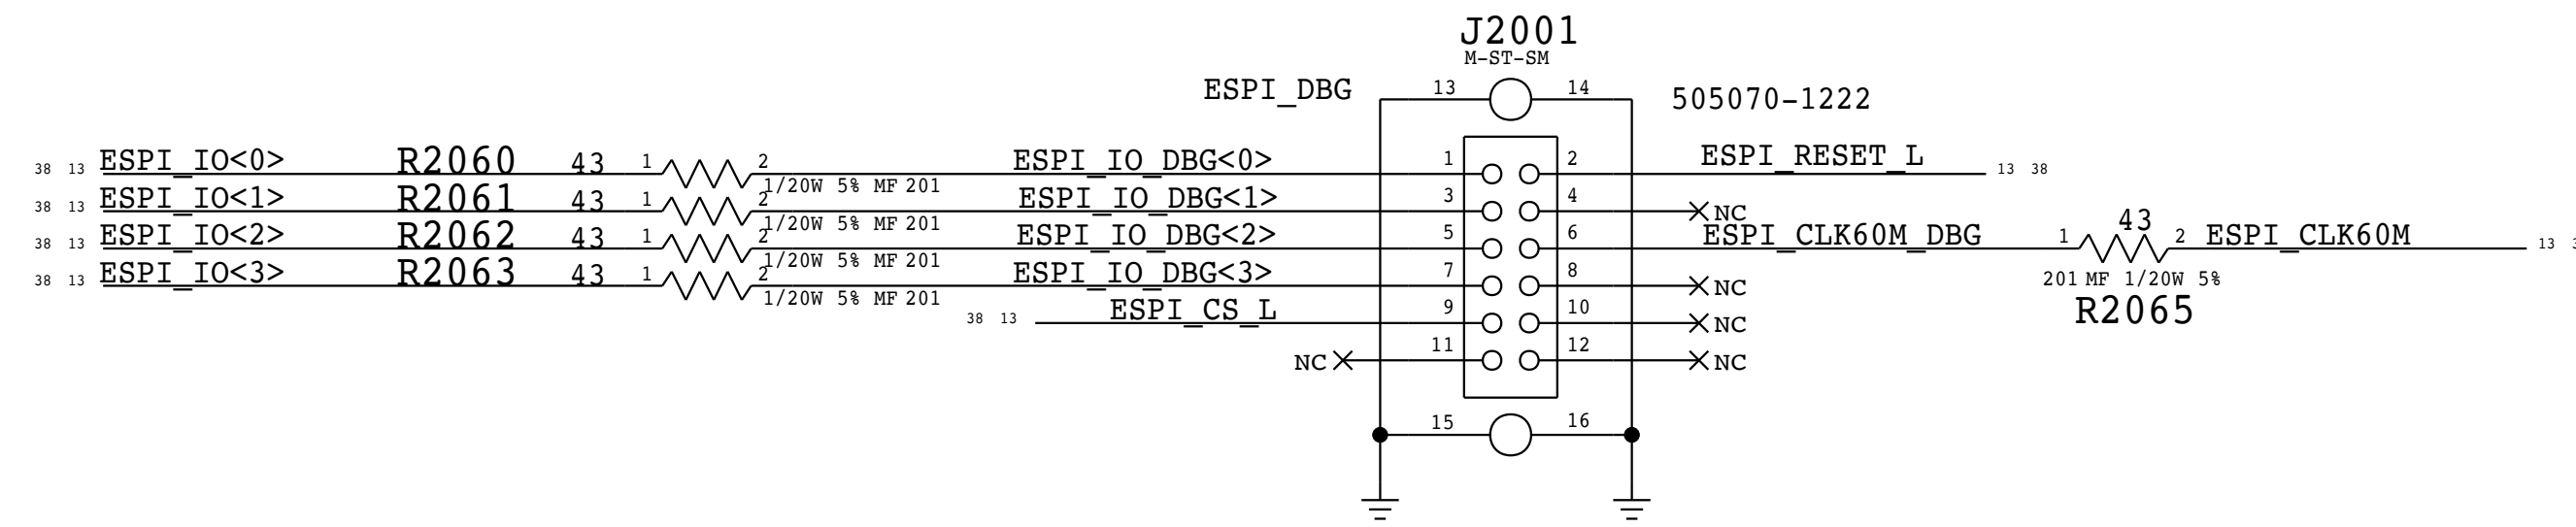 J2001
M-ST-SM
ESPI_DBG 13 14 505070-1222
38 13 ESPI_IO<0> R2060 43 1 2 ESPI_IO_DBG<0> 1 2 ESPI_RESET_L 13 38
1/20W 5% MF 201
38 13 ESPI_IO<1> R2061 43 1 2 ESPI_IO_DBG<1> 3 4 NC
1/20W 5% MF 201
38 13 ESPI_IO<2> R2062 43 1 2 ESPI_IO_DBG<2> 5 6 ESPI_CLK60M_DBG 1 43 2 ESPI_CLK60M 13
1/20W 5% MF 201
38 13 ESPI_IO<3> R2063 43 1 2 ESPI_IO_DBG<3> 7 8 NC
1/20W 5% MF 201
201 MF 1/20W 5%
R2065
38 13 ESPI_CS_L 9 10 NC
NC 11 12 NC
15 16